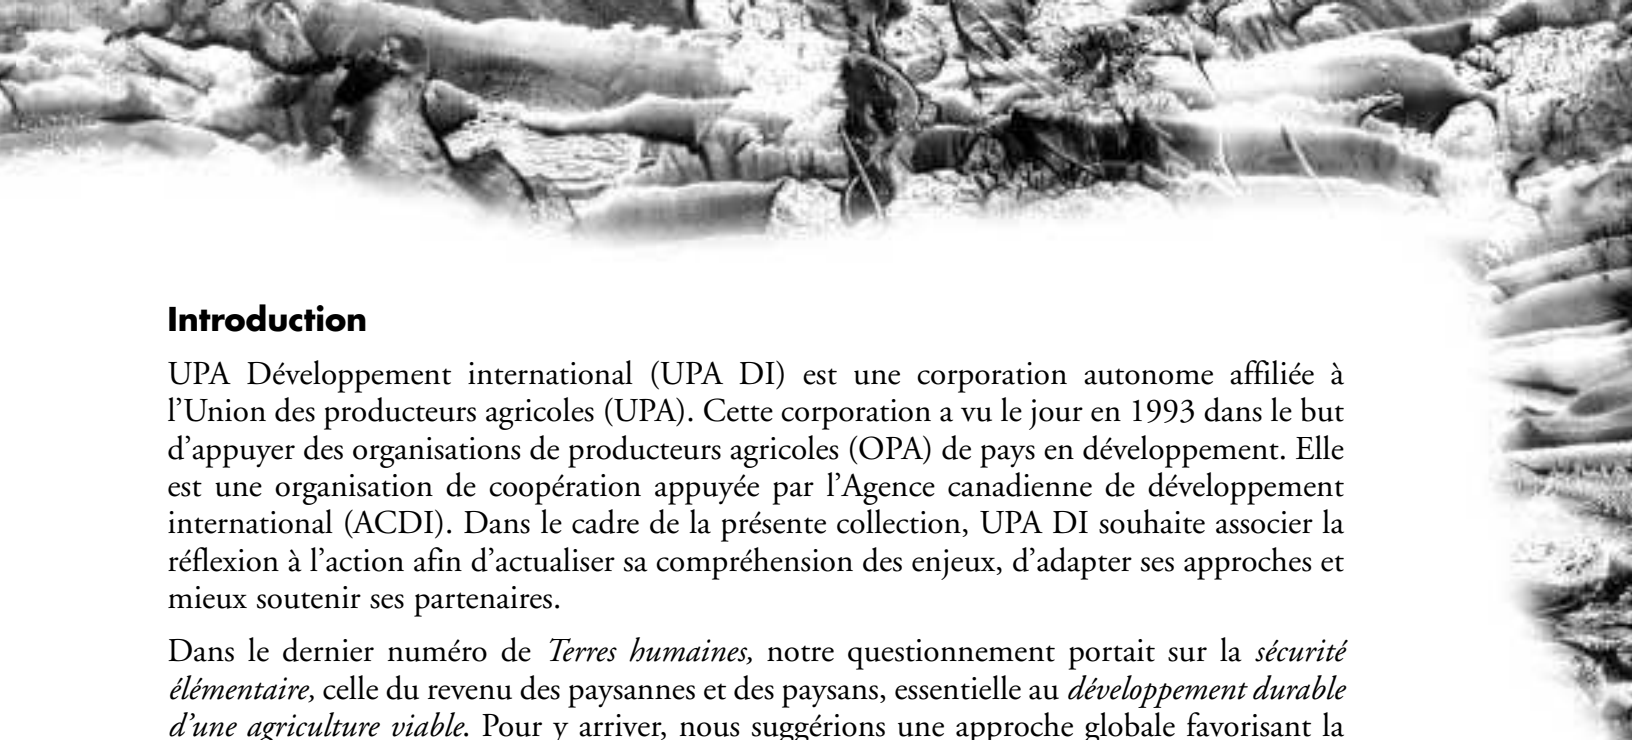 Introduction
UPA Développement international (UPA DI) est une corporation autonome affiliée à
l’Union des producteurs agricoles (UPA). Cette corporation a vu le jour en 1993 dans le but
d’appuyer des organisations de producteurs agricoles (OPA) de pays en développement. Elle
est une organisation de coopération appuyée par l’Agence canadienne de développement
international (ACDI). Dans le cadre de la présente collection, UPA DI souhaite associer la
réflexion à l’action afin d’actualiser sa compréhension des enjeux, d’adapter ses approches et
mieux soutenir ses partenaires.
Dans le dernier numéro de Terres humaines, notre questionnement portait sur la sécurité
élémentaire, celle du revenu des paysannes et des paysans, essentielle au développement durable
d’une agriculture viable. Pour y arriver, nous suggérions une approche globale favorisant la